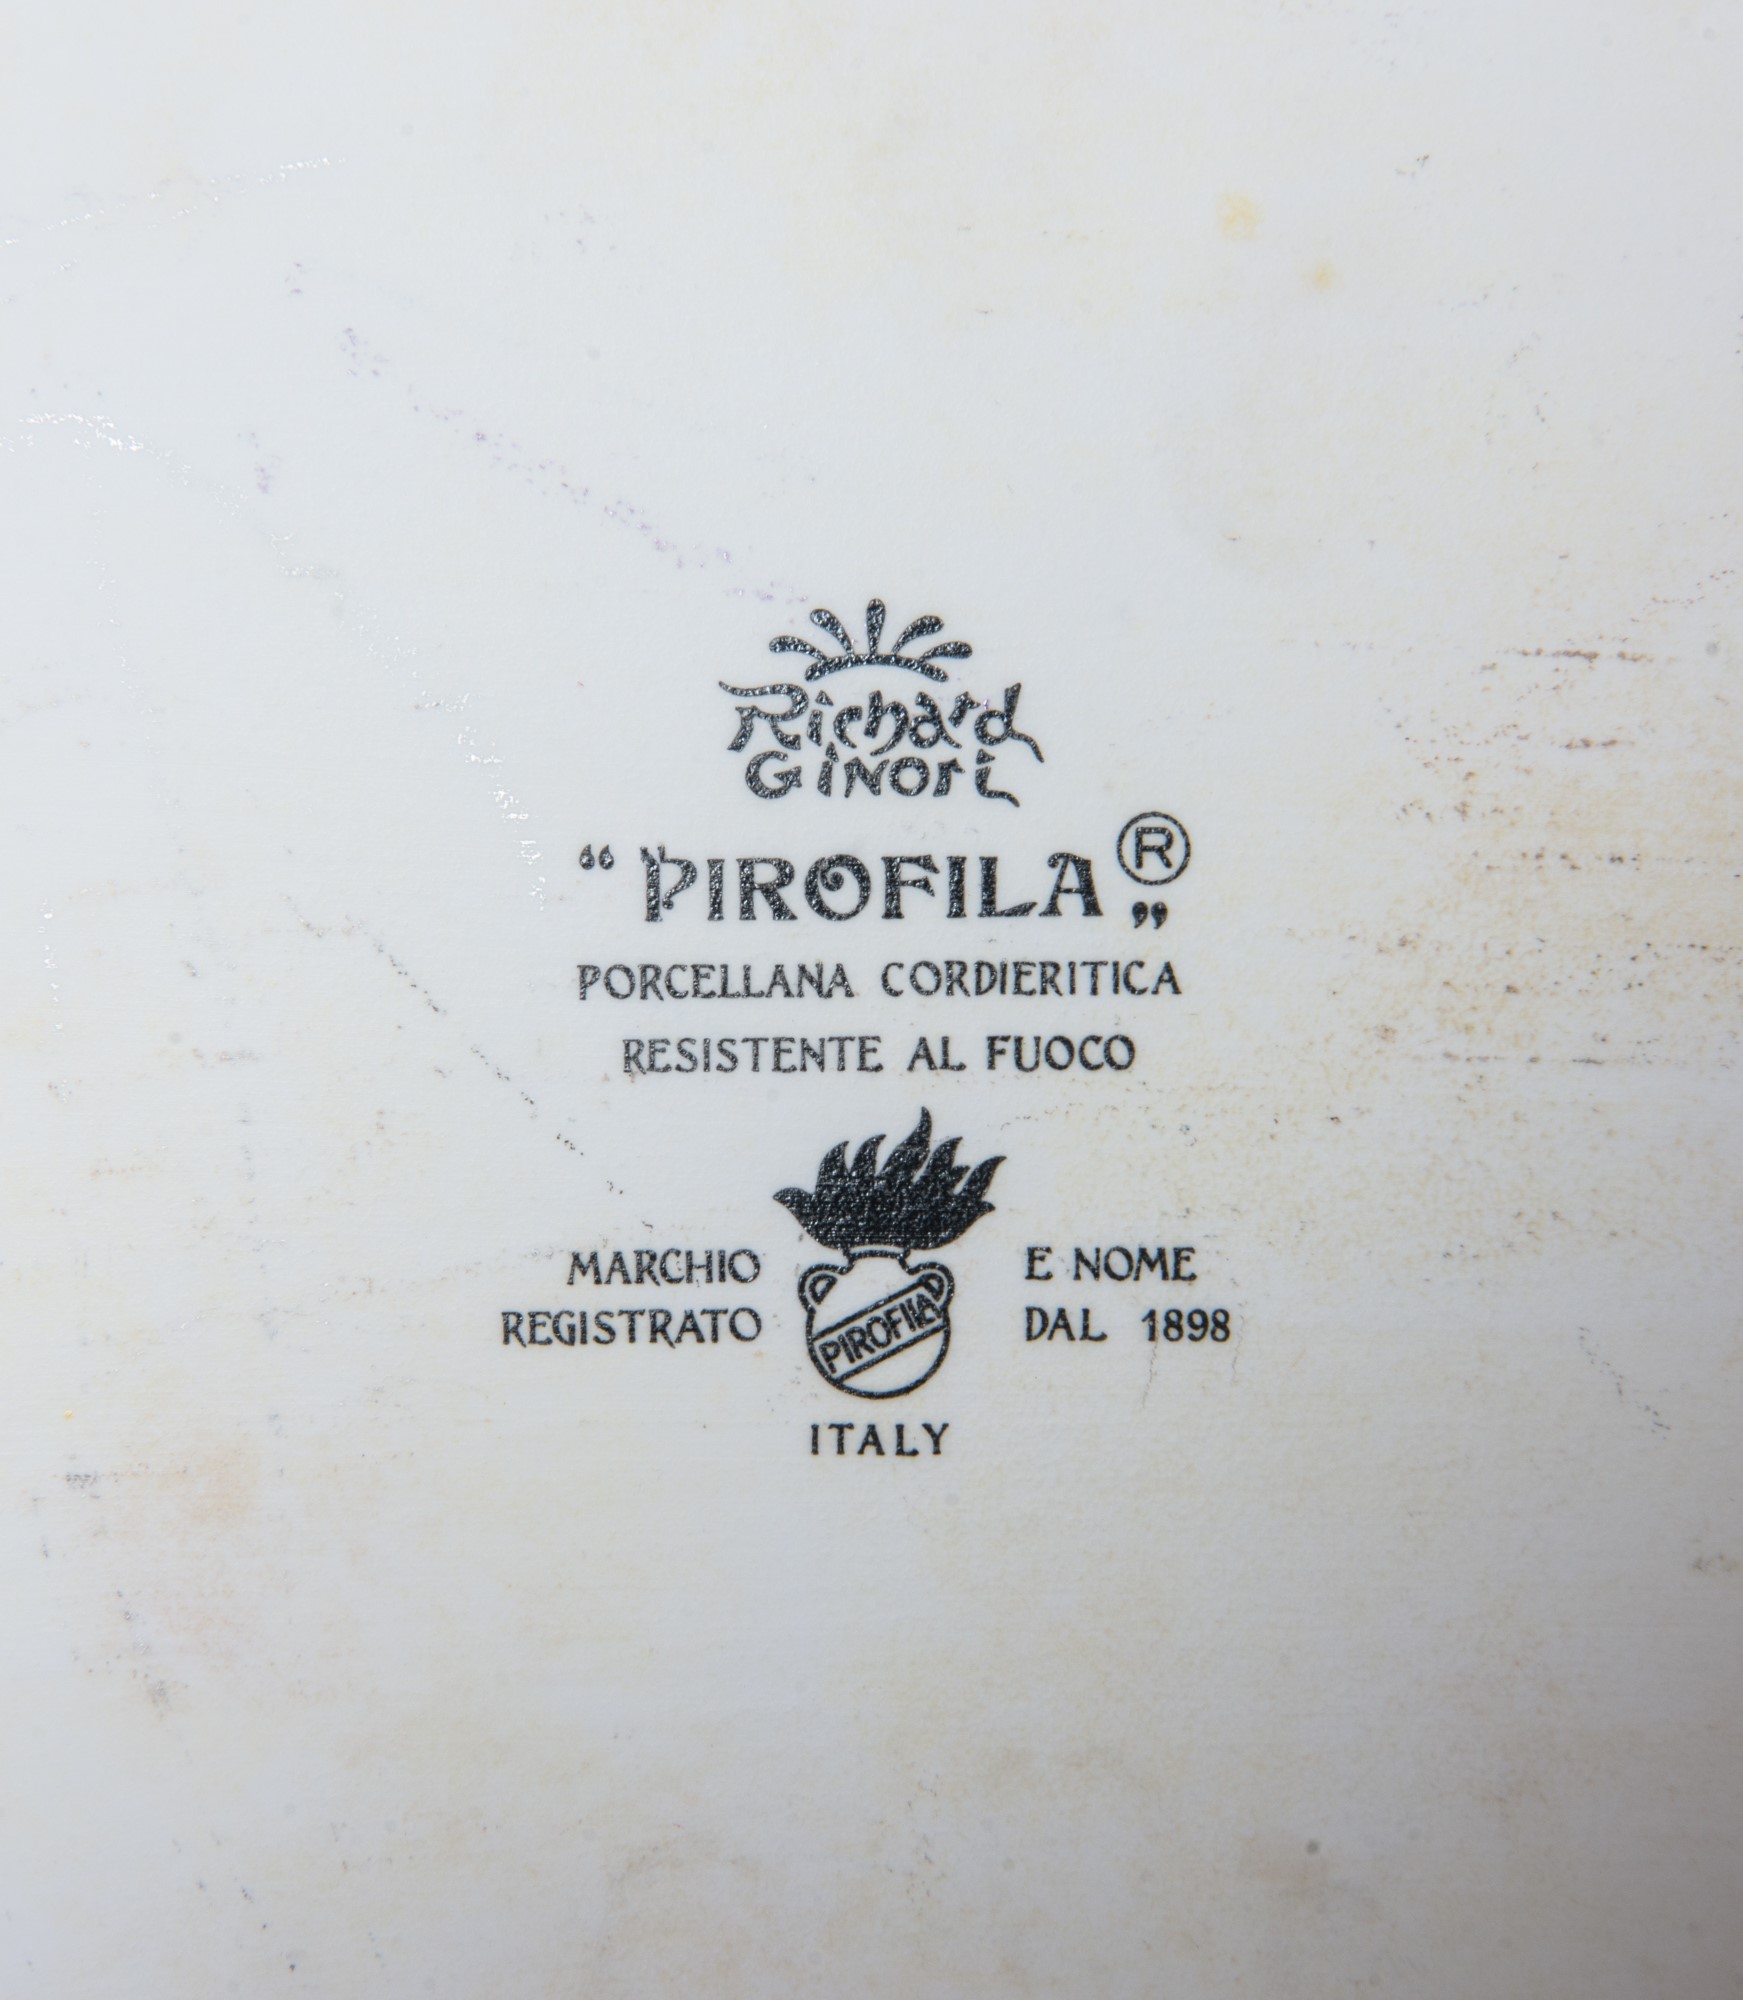 Richard
Ginori
“PIROFILA”®
PORCELLANA CORDIERITICA
RESISTENTE AL FUOCO
MARCHIO
REGISTRATO
PIROFILA
E NOME
DAL 1898
ITALY